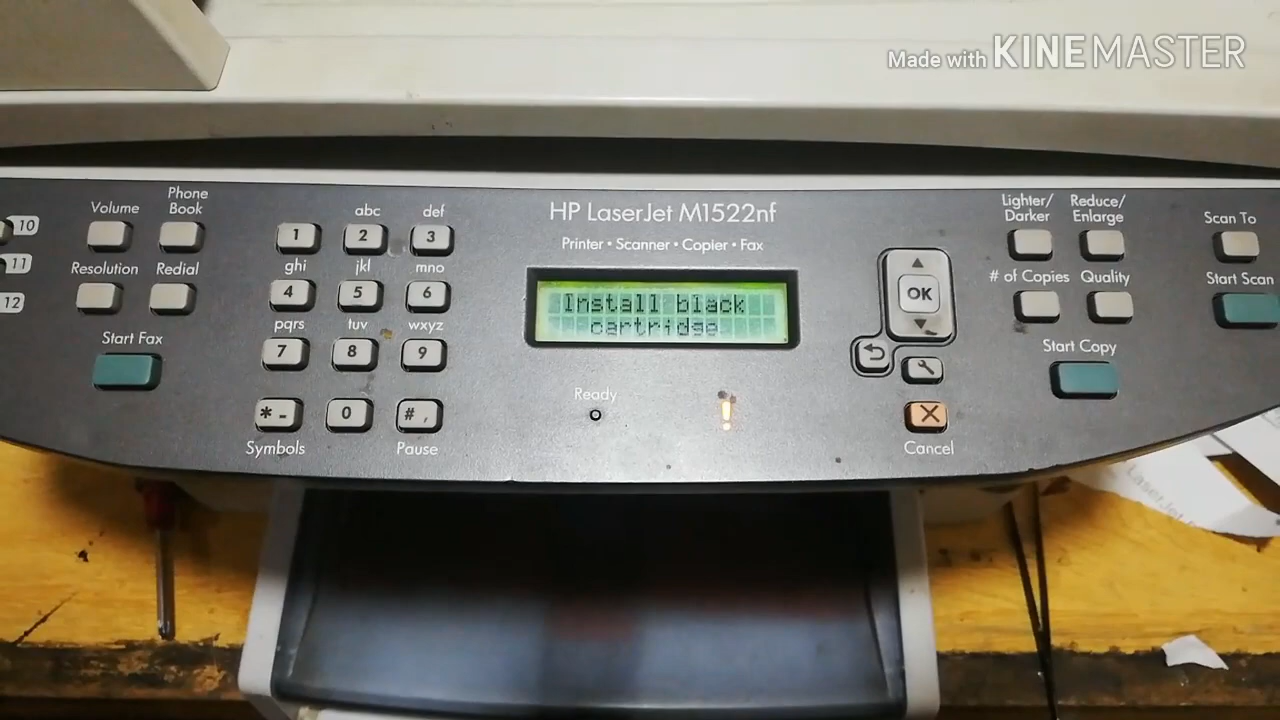 Made with KINEMASTER
Phone
Book
Volume
10
Resolution
Redial
11
12
Start Fax
abc
def
1
2
3
ghi
jkl
mno
4
5
6
pqrs
tuv
wxyz
7
8
9
* -
0
# ,
Symbols
Pause
HP LaserJet M1522nf
Printer • Scanner • Copier • Fax
Install black
cartridge
Ready
!
OK
Cancel
Lighter/
Darker
Reduce/
Enlarge
# of Copies
Quality
Start Copy
Scan To
Start Scan
LaserJet